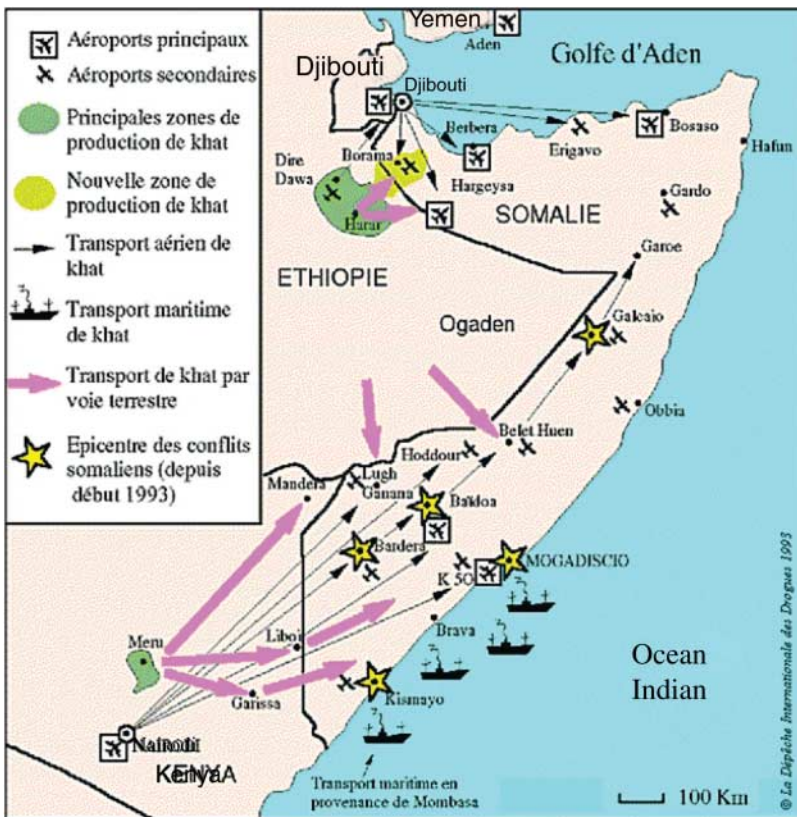 Aéroports principaux
Aéroports secondaires
Principales zones de
production de khat
Nouvelle zone de
production de khat
Transport aérien de
khat
Transport maritime
de khat
Transport de khat par
voie terrestre
Epicentre des conflits
somaliens (depuis
début 1993)
Yemen
Aden
Golfe d'Aden
Djibouti
Djibouti
Berbera
Bosaso
Erigavo
Hafun
Borama
Dire
Dawa
Hargeysa
Gardo
Harar
SOMALIE
Garoe
ETHIOPIE
Ogaden
Galcaio
Obbia
Belet Huen
Hoddour
Lugh
Ganana
Mandera
Baïdoa
Bardera
MOGADISCIO
K 50
Brava
Liboi
Meru
Garissa
Kismayo
Ocean
Indian
Nairobi
Kenya
Transport maritime en
provenance de Mombasa
100 Km
© La Dépêche Internationale des Drogues 1993